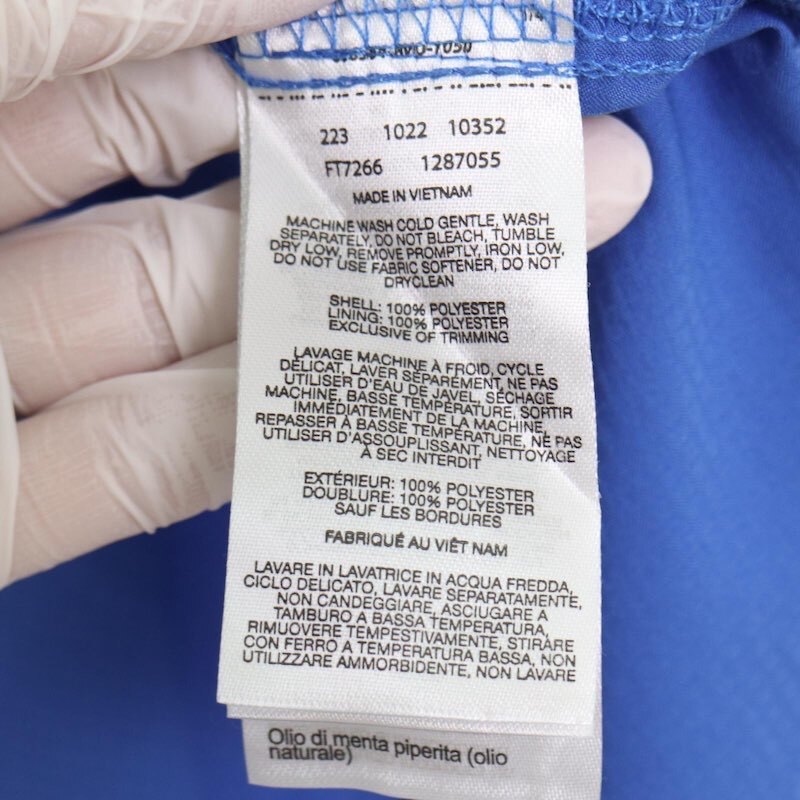 223 1022 10352
FT7266 1287055
MADE IN VIETNAM
MACHINE WASH COLD GENTLE, WASH
SEPARATELY, DO NOT BLEACH, TUMBLE
DRY LOW, REMOVE PROMPTLY, IRON LOW,
DO NOT USE FABRIC SOFTENER, DO NOT
DRYCLEAN
SHELL: 100% POLYESTER
LINING: 100% POLYESTER
EXCLUSIVE OF TRIMMING
LAVAGE MACHINE À FROID, CYCLE
DÉLICAT, LAVER SÉPARÉMENT, NE PAS
UTILISER D'EAU DE JAVEL, SÉCHAGE
MACHINE, BASSE TEMPÉRATURE, SORTIR
IMMÉDIATEMENT DE LA MACHINE,
REPASSER À BASSE TEMPÉRATURE, NE PAS
UTILISER D'ASSOUPLISSANT, NETTOYAGE
À SEC INTERDIT
EXTÉRIEUR: 100% POLYESTER
DOUBLURE: 100% POLYESTER
SAUF LES BORDURES
FABRIQUÉ AU VIÊT NAM
LAVARE IN LAVATRICE IN ACQUA FREDDA,
CICLO DELICATO, LAVARE SEPARATAMENTE,
NON CANDEGGIARE, ASCIUGARE A
TAMBURO A BASSA TEMPERATURA,
RIMUOVERE TEMPESTIVAMENTE, STIRARE
CON FERRO A TEMPERATURA BASSA, NON
UTILIZZARE AMMORBIDENTE, NON LAVARE
Olio di menta piperita (olio
naturale)